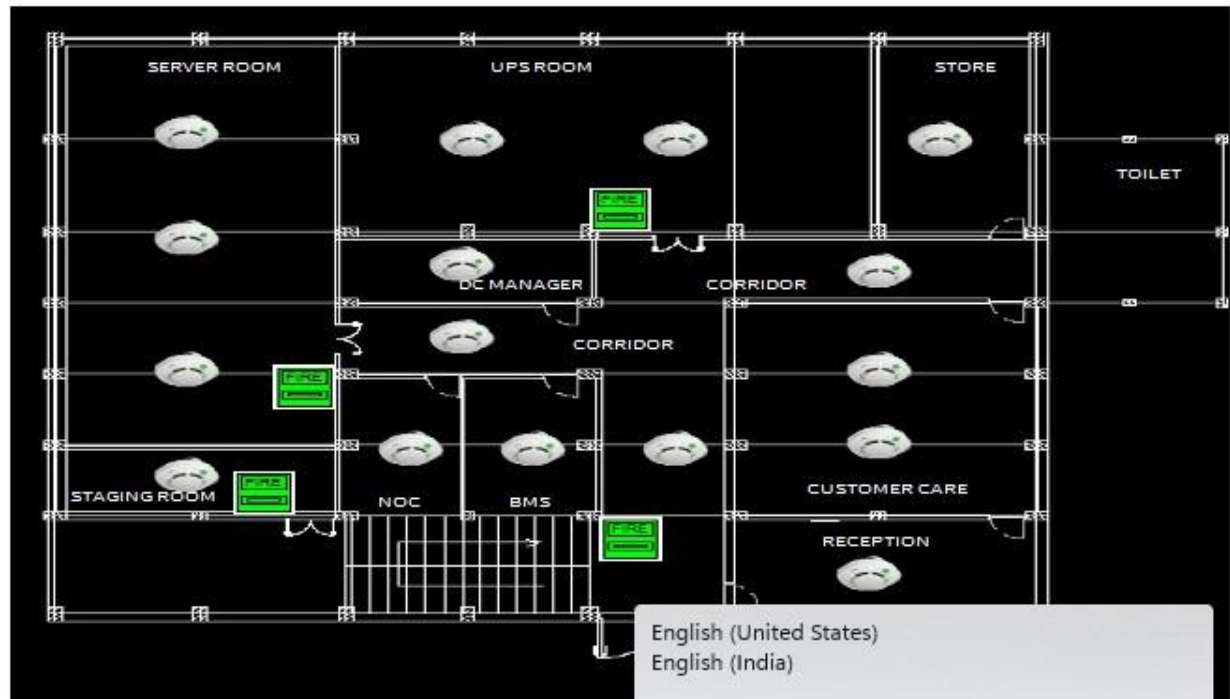 SERVER ROOM
UPS ROOM
STORE
TOILET
FIRE
DC MANAGER
CORRIDOR
CORRIDOR
FIRE
FIRE
STAGING ROOM
NOC
BMS
CUSTOMER CARE
FIRE
RECEPTION
English (United States)
English (India)